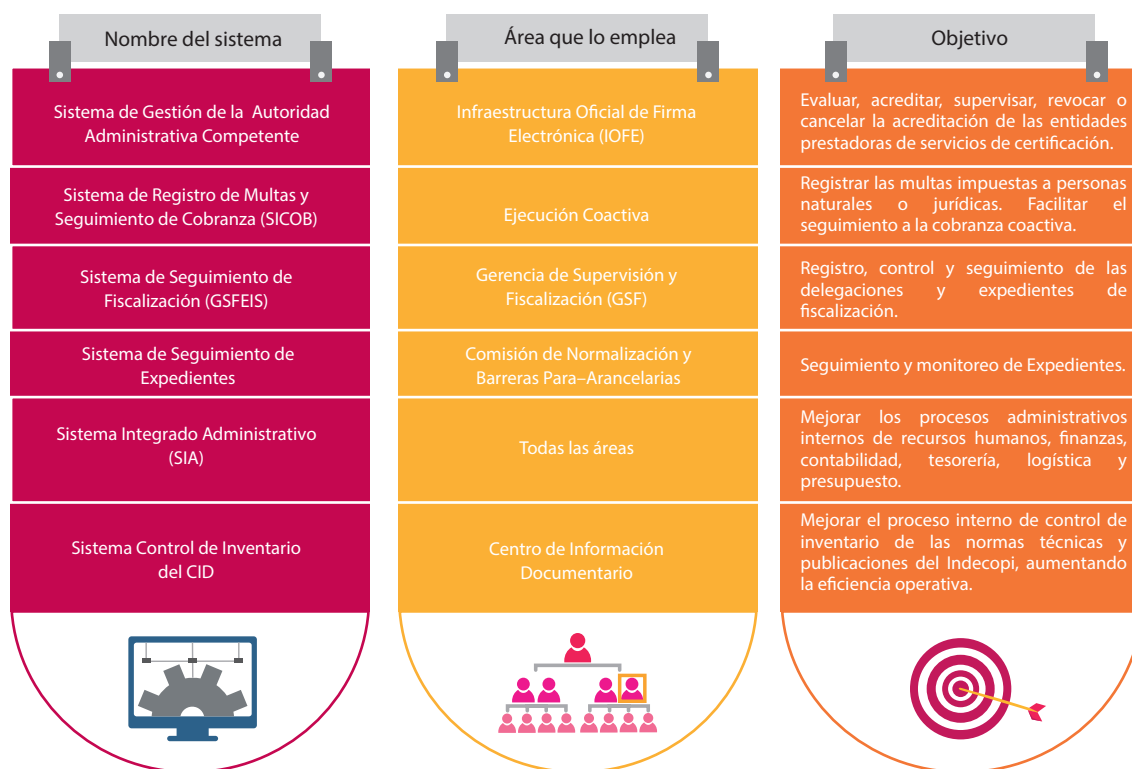 Nombre del sistema
Área que lo emplea
Objetivo
Sistema de Gestión de la Autoridad
Administrativa Competente
Infraestructura Oficial de Firma
Electrónica (IOFE)
Evaluar, acreditar, supervisar, revocar o
cancelar la acreditación de las entidades
prestadoras de servicios de certificación.
Sistema de Registro de Multas y
Seguimiento de Cobranza (SICOB)
Ejecución Coactiva
Registrar las multas impuestas a personas
naturales o jurídicas. Facilitar el
seguimiento a la cobranza coactiva.
Sistema de Seguimiento de
Fiscalización (GSFEIS)
Gerencia de Supervisión y
Fiscalización (GSF)
Registro, control y seguimiento de las
delegaciones y expedientes de
fiscalización.
Sistema de Seguimiento de
Expedientes
Comisión de Normalización y
Barreras Para–Arancelarias
Seguimiento y monitoreo de Expedientes.
Sistema Integrado Administrativo
(SIA)
Todas las áreas
Mejorar los procesos administrativos
internos de recursos humanos, finanzas,
contabilidad, tesorería, logística y
presupuesto.
Sistema Control de Inventario
del CID
Centro de Información
Documentario
Mejorar el proceso interno de control de
inventario de las normas técnicas y
publicaciones del Indecopi, aumentando
la eficiencia operativa.